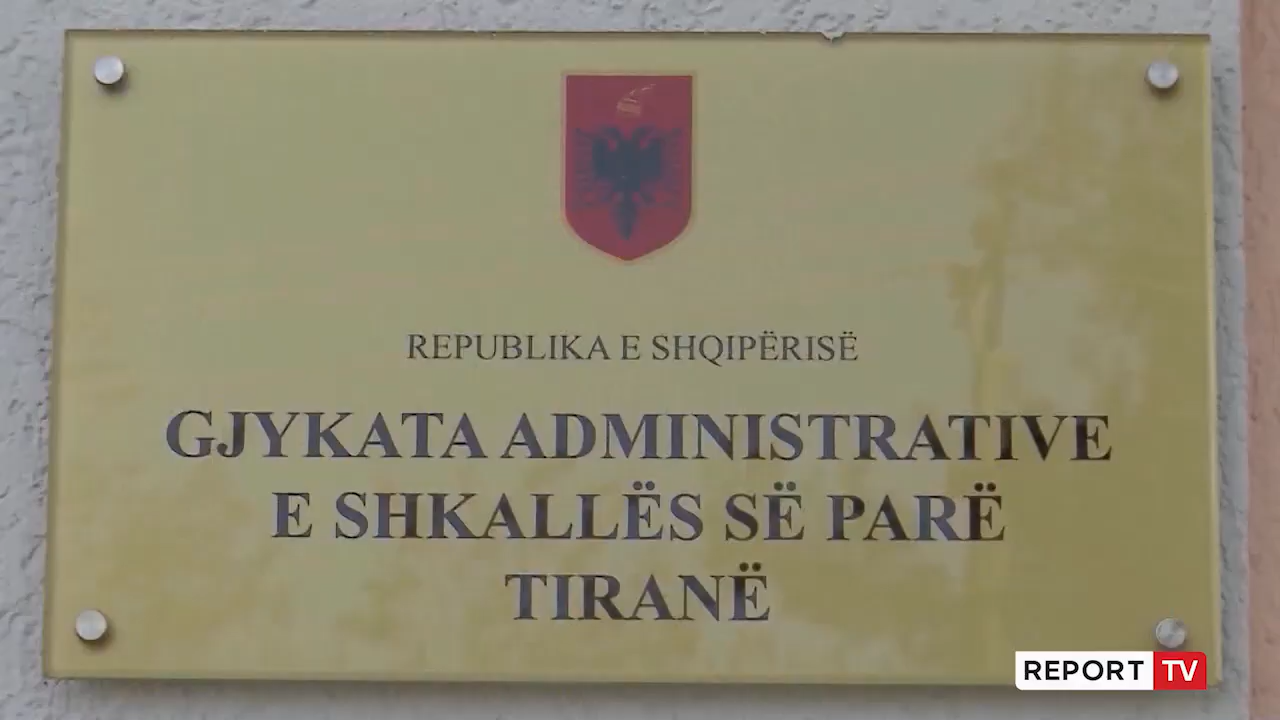 REPUBLIKA E SHQIPËRISË
GJYKATA ADMINISTRATIVE
E SHKALLËS SË PARË
TIRANË
REPORT TV